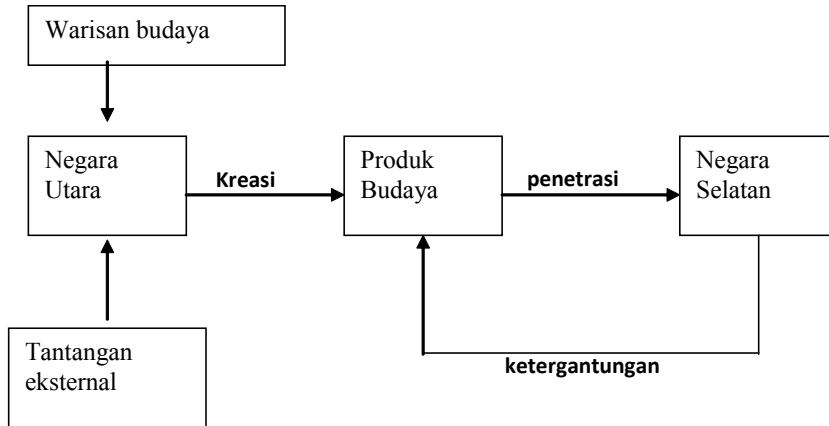 Warisan budaya
Negara
Utara
Kreasi
Produk
Budaya
penetrasi
Negara
Selatan
Tantangan
eksternal
ketergantungan